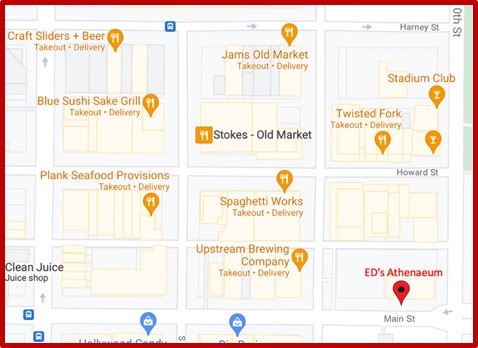 Harney St
10th St
Craft Sliders + Beer
Takeout • Delivery
Jams Old Market
Takeout • Delivery
Stadium Club
Blue Sushi Sake Grill
Takeout • Delivery
Twisted Fork
Takeout • Delivery
Stokes - Old Market
Howard St
Plank Seafood Provisions
Takeout • Delivery
Spaghetti Works
Takeout • Delivery
Upstream Brewing
Company
Takeout • Delivery
Clean Juice
Juice shop
ED's Athenaeum
Main St
Hollywood Candy